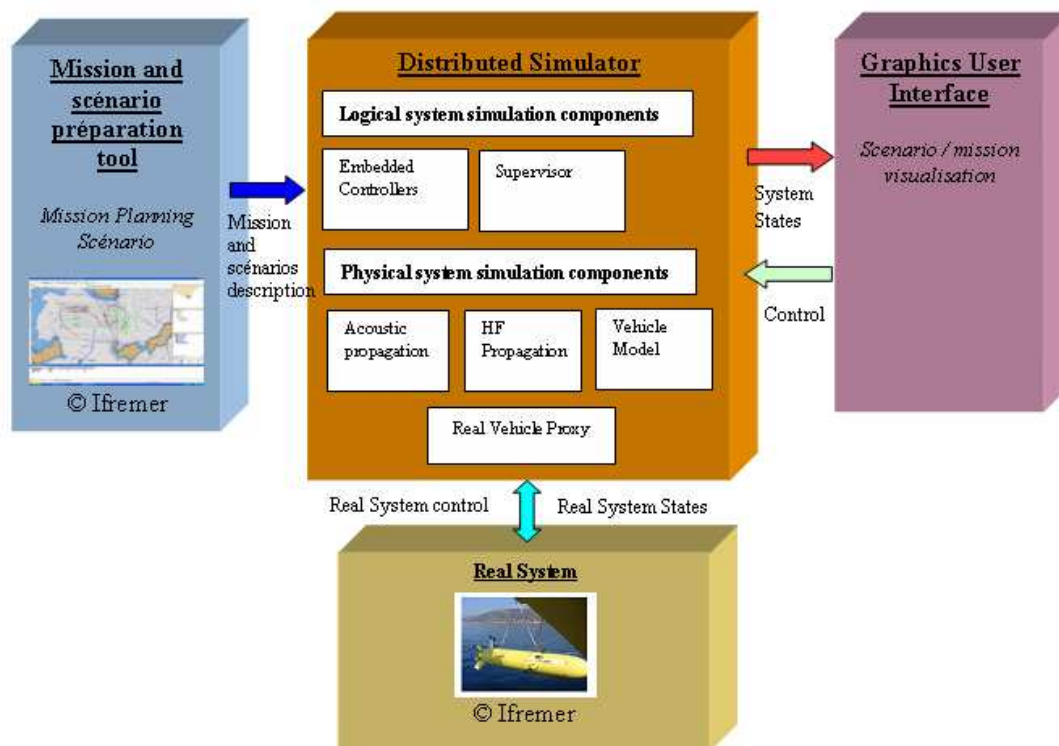 Mission and
scénario
préparation
tool
Mission Planning
Scénario
© Ifremer
Mission
and
scénarios
description
Distributed Simulator
Logical system simulation components
Embedded
Controllers
Supervisor
Physical system simulation components
Acoustic
propagation
HF
Propagation
Vehicle
Model
Real Vehicle Proxy
System
States
Control
Graphics User
Interface
Scenario / mission
visualisation
Real System control
Real System States
Real System
© Ifremer